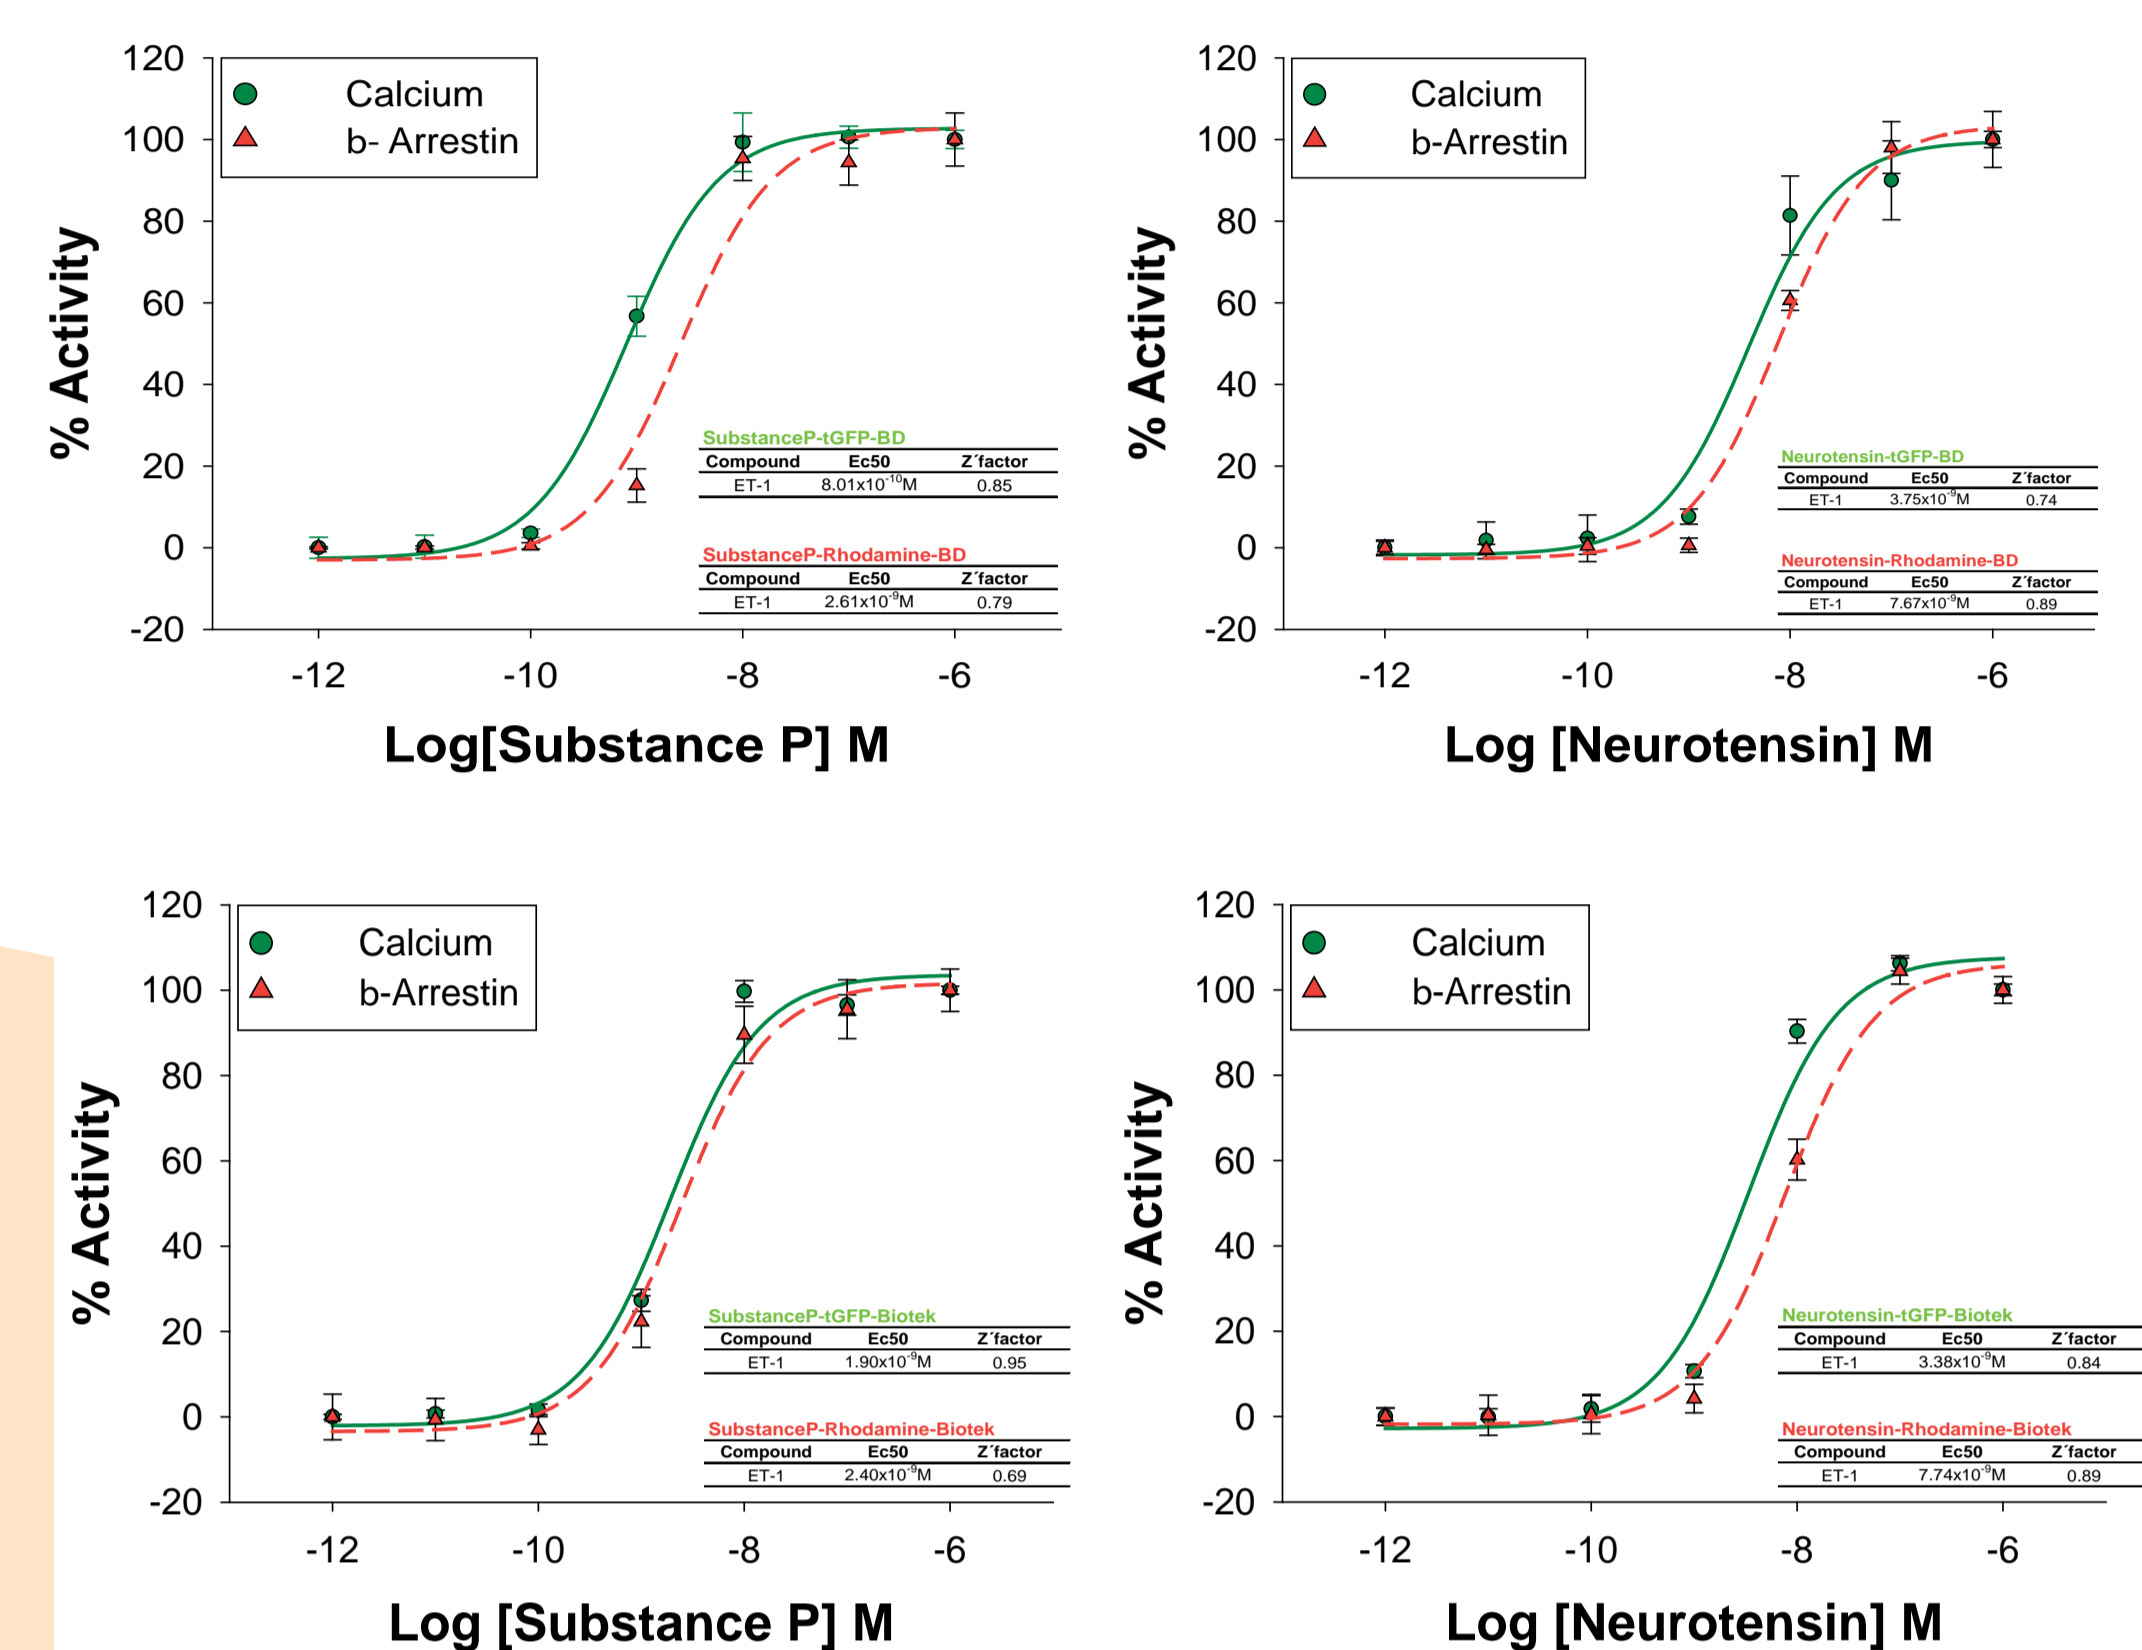 120
100
80
60
40
20
0
-20
% Activity
Calcium
b- Arrestin
SubstanceP-tGFP-BD
Compound Ec50 Z´factor
ET-1 8.01x10⁻¹⁰M 0.85
SubstanceP-Rhodamine-BD
Compound Ec50 Z´factor
ET-1 2.61x10⁻⁹M 0.79
-12 -10 -8 -6
Log[Substance P] M
120
100
80
60
40
20
0
-20
% Activity
Calcium
b-Arrestin
Neurotensin-tGFP-BD
Compound Ec50 Z´factor
ET-1 3.75x10⁻⁹M 0.74
Neurotensin-Rhodamine-BD
Compound Ec50 Z´factor
ET-1 7.67x10⁻⁹M 0.89
-12 -10 -8 -6
Log [Neurotensin] M
120
100
80
60
40
20
0
-20
% Activity
Calcium
b-Arrestin
SubstanceP-tGFP-Biotek
Compound Ec50 Z´factor
ET-1 1.90x10⁻⁹M 0.95
SubstanceP-Rhodamine-Biotek
Compound Ec50 Z´factor
ET-1 2.40x10⁻⁹M 0.69
-12 -10 -8 -6
Log [Substance P] M
120
100
80
60
40
20
0
-20
% Activity
Calcium
b-Arrestin
Neurotensin-tGFP-Biotek
Compound Ec50 Z´factor
ET-1 3.38x10⁻⁹M 0.84
Neurotensin-Rhodamine-Biotek
Compound Ec50 Z´factor
ET-1 7.74x10⁻⁹M 0.89
-12 -10 -8 -6
Log [Neurotensin] M